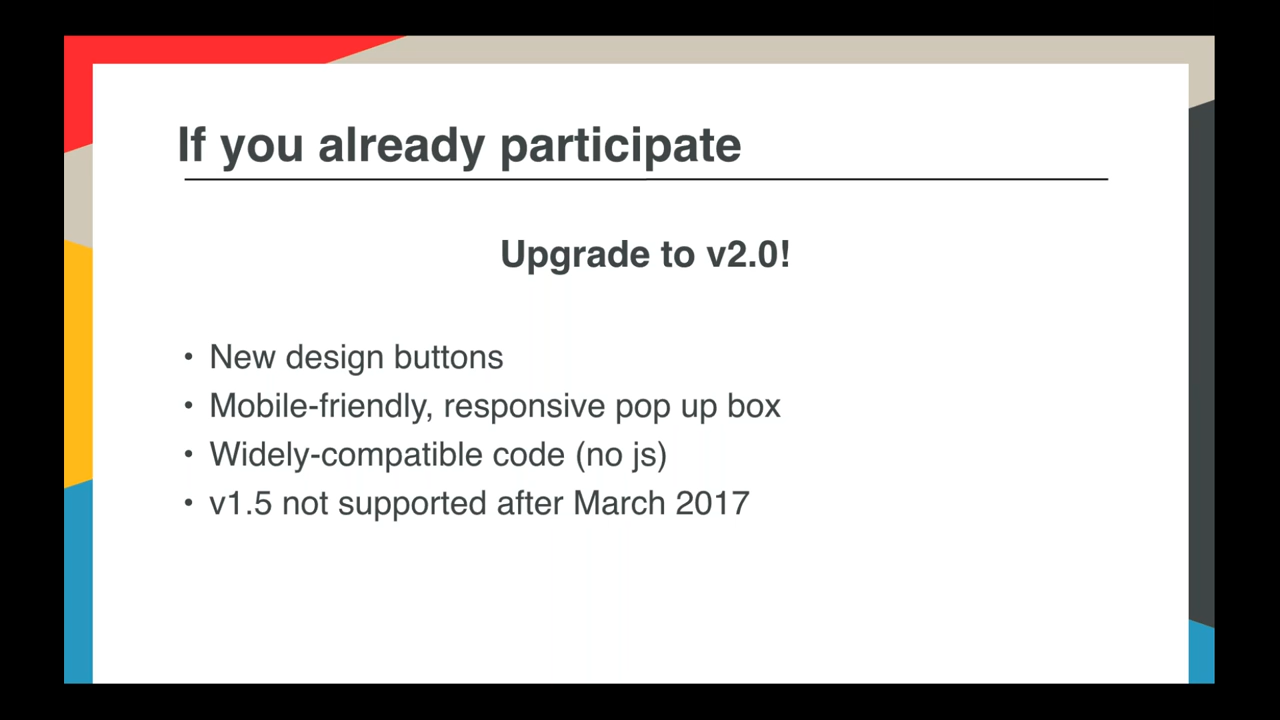 If you already participate
Upgrade to v2.0!
• New design buttons
• Mobile-friendly, responsive pop up box
• Widely-compatible code (no js)
• v1.5 not supported after March 2017